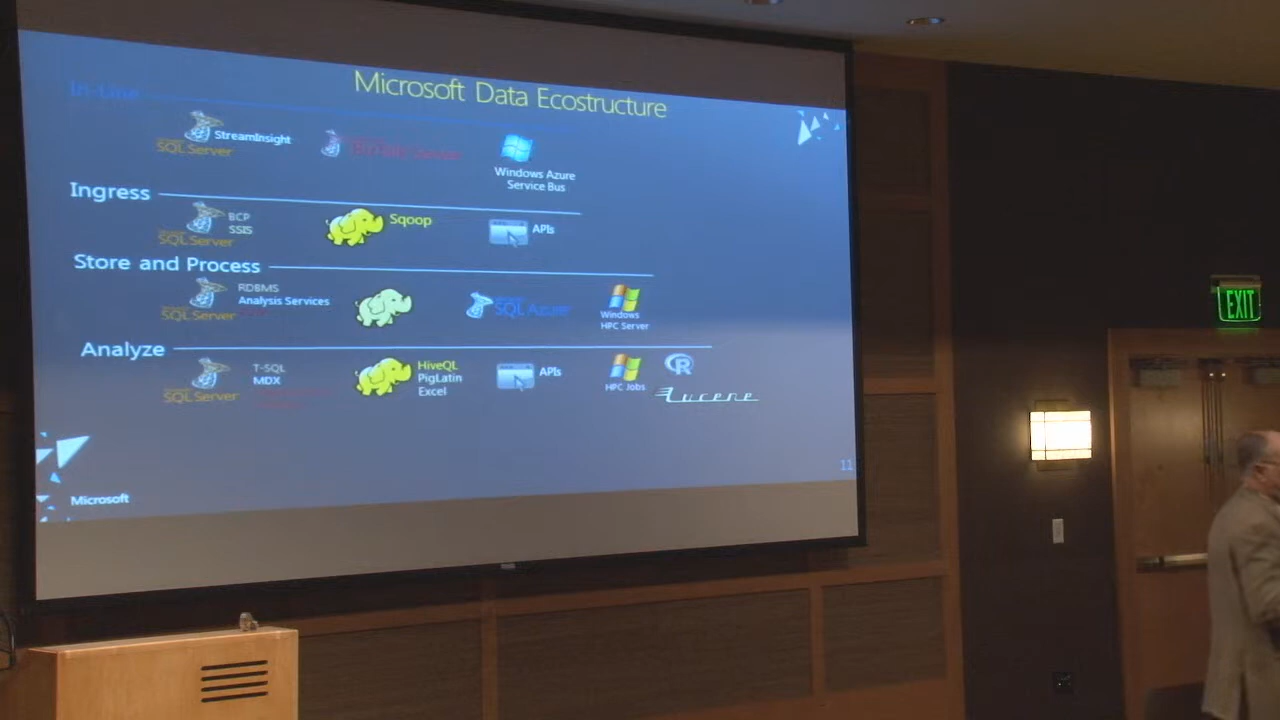 Microsoft Data Ecostructure
In-Line
StreamInsight
SQL Server
Windows Azure
Service Bus
Ingress
BCP
SSIS
SQL Server
Sqoop
APIs
Store and Process
RDBMS
Analysis Services
SQL Server
SQL Azure
Windows
HPC Server
Analyze
T-SQL
MDX
SQL Server
HiveQL
PigLatin
Excel
APIs
HPC Jobs
R
Lucene
11
Microsoft
EXIT